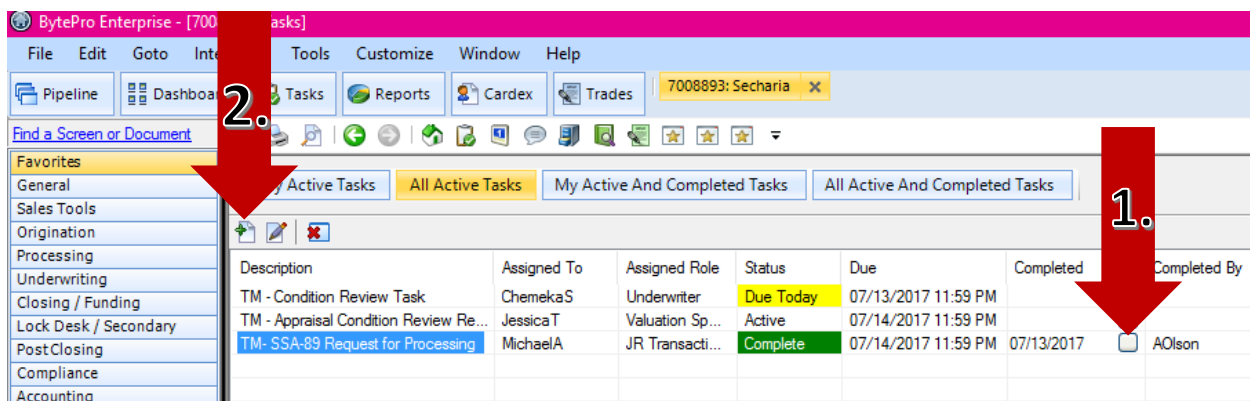 BytePro Enterprise - [700 asks]
File Edit Goto Inte Tools Customize Window Help
Pipeline Dashboar Tasks Reports Cardex Trades 7008893: Secharia
2.
Find a Screen or Document
Favorites
General
Sales Tools
Origination
Processing
Underwriting
Closing / Funding
Lock Desk / Secondary
PostClosing
Compliance
Accounting
y Active Tasks All Active Tasks My Active And Completed Tasks All Active And Completed Tasks
1.
Description Assigned To Assigned Role Status Due Completed Completed By
TM - Condition Review Task ChemekaS Underwriter Due Today 07/13/2017 11:59 PM
TM - Appraisal Condition Review Re... JessicaT Valuation Sp... Active 07/14/2017 11:59 PM
TM- SSA-89 Request for Processing MichaelA JR Transacti... Complete 07/14/2017 11:59 PM 07/13/2017 AOlson